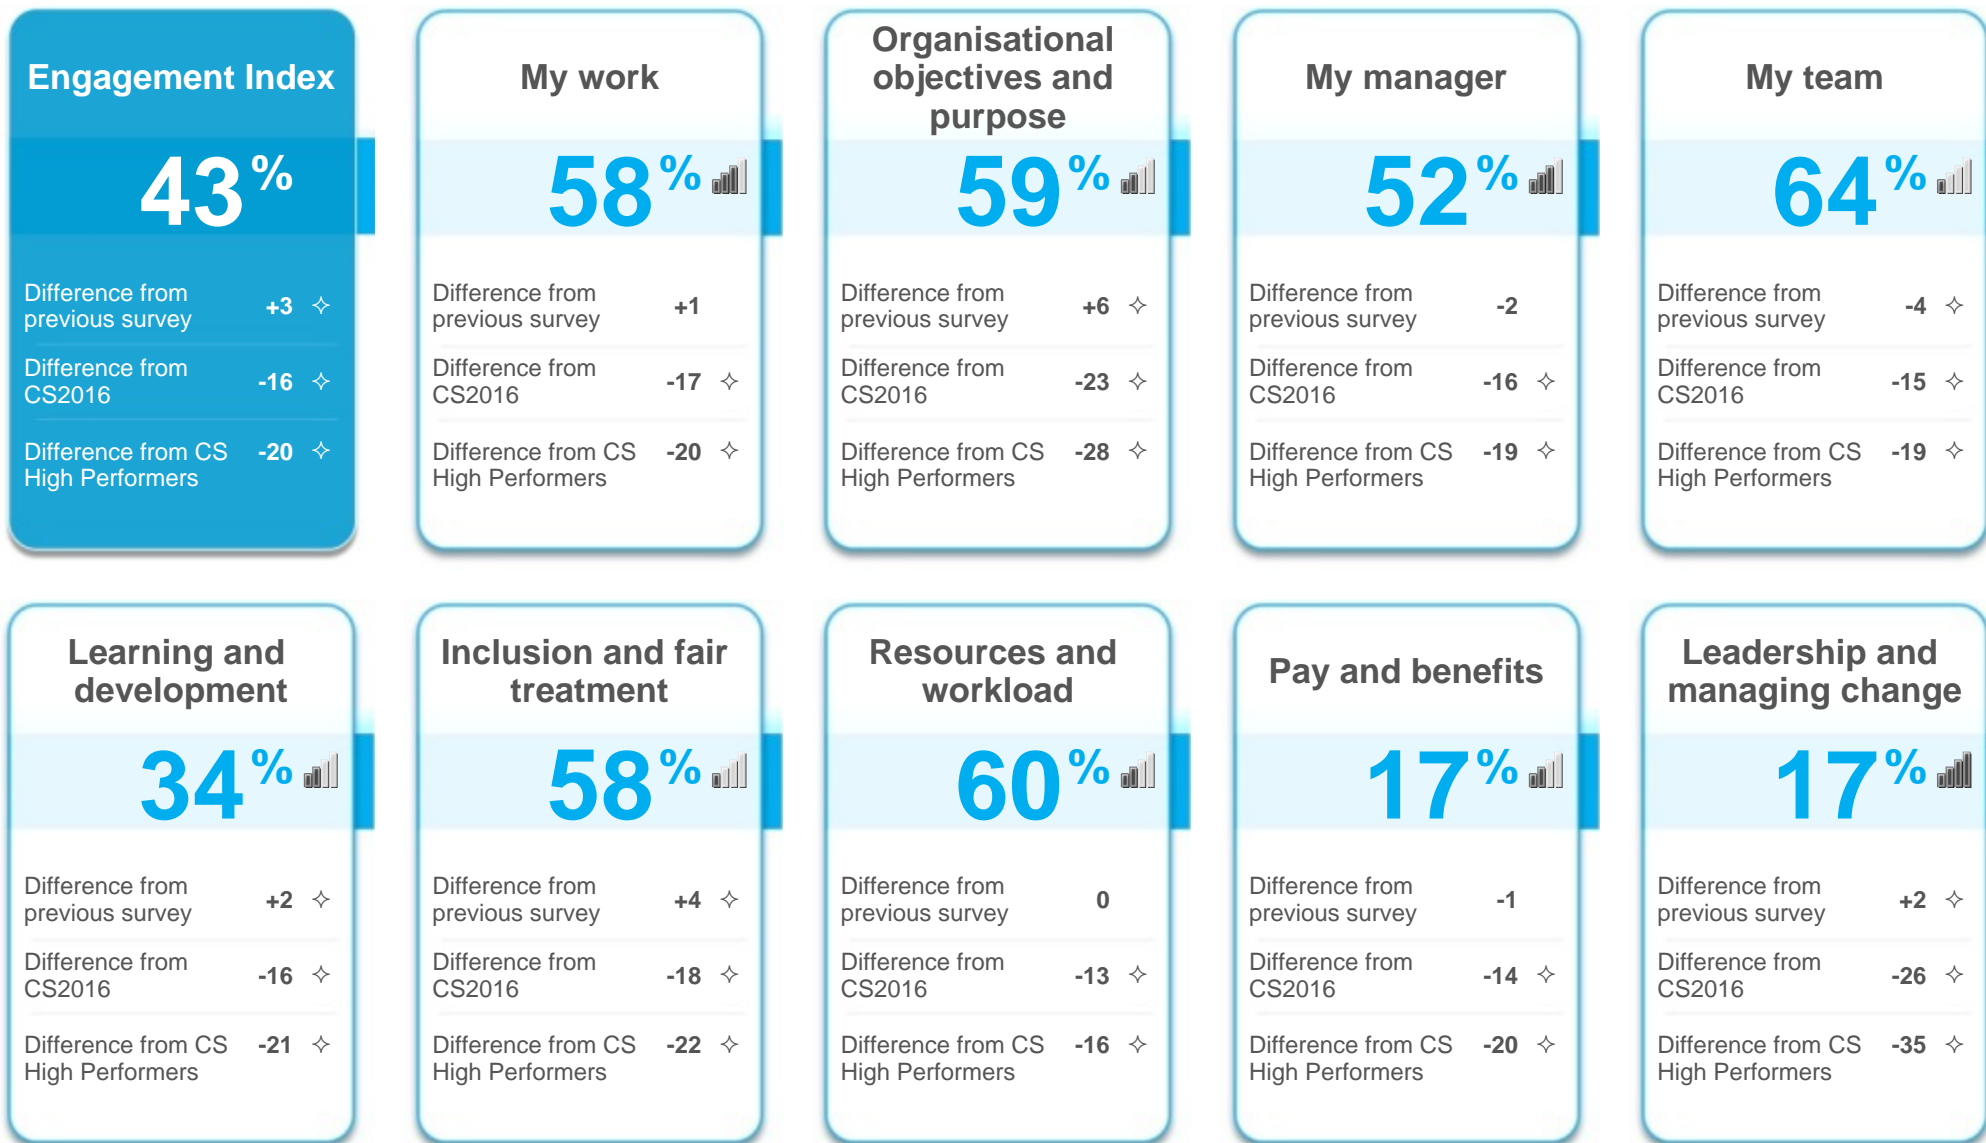 Engagement Index
43%
Difference from
previous survey
+3 ✧
Difference from
CS2016
-16 ✧
Difference from CS
High Performers
-20 ✧
My work
58%
Difference from
previous survey
+1
Difference from
CS2016
-17 ✧
Difference from CS
High Performers
-20 ✧
Organisational
objectives and
purpose
59%
Difference from
previous survey
+6 ✧
Difference from
CS2016
-23 ✧
Difference from CS
High Performers
-28 ✧
My manager
52%
Difference from
previous survey
-2
Difference from
CS2016
-16 ✧
Difference from CS
High Performers
-19 ✧
My team
64%
Difference from
previous survey
-4 ✧
Difference from
CS2016
-15 ✧
Difference from CS
High Performers
-19 ✧
Learning and
development
34%
Difference from
previous survey
+2 ✧
Difference from
CS2016
-16 ✧
Difference from CS
High Performers
-21 ✧
Inclusion and fair
treatment
58%
Difference from
previous survey
+4 ✧
Difference from
CS2016
-18 ✧
Difference from CS
High Performers
-22 ✧
Resources and
workload
60%
Difference from
previous survey
0
Difference from
CS2016
-13 ✧
Difference from CS
High Performers
-16 ✧
Pay and benefits
17%
Difference from
previous survey
-1
Difference from
CS2016
-14 ✧
Difference from CS
High Performers
-20 ✧
Leadership and
managing change
17%
Difference from
previous survey
+2 ✧
Difference from
CS2016
-26 ✧
Difference from CS
High Performers
-35 ✧